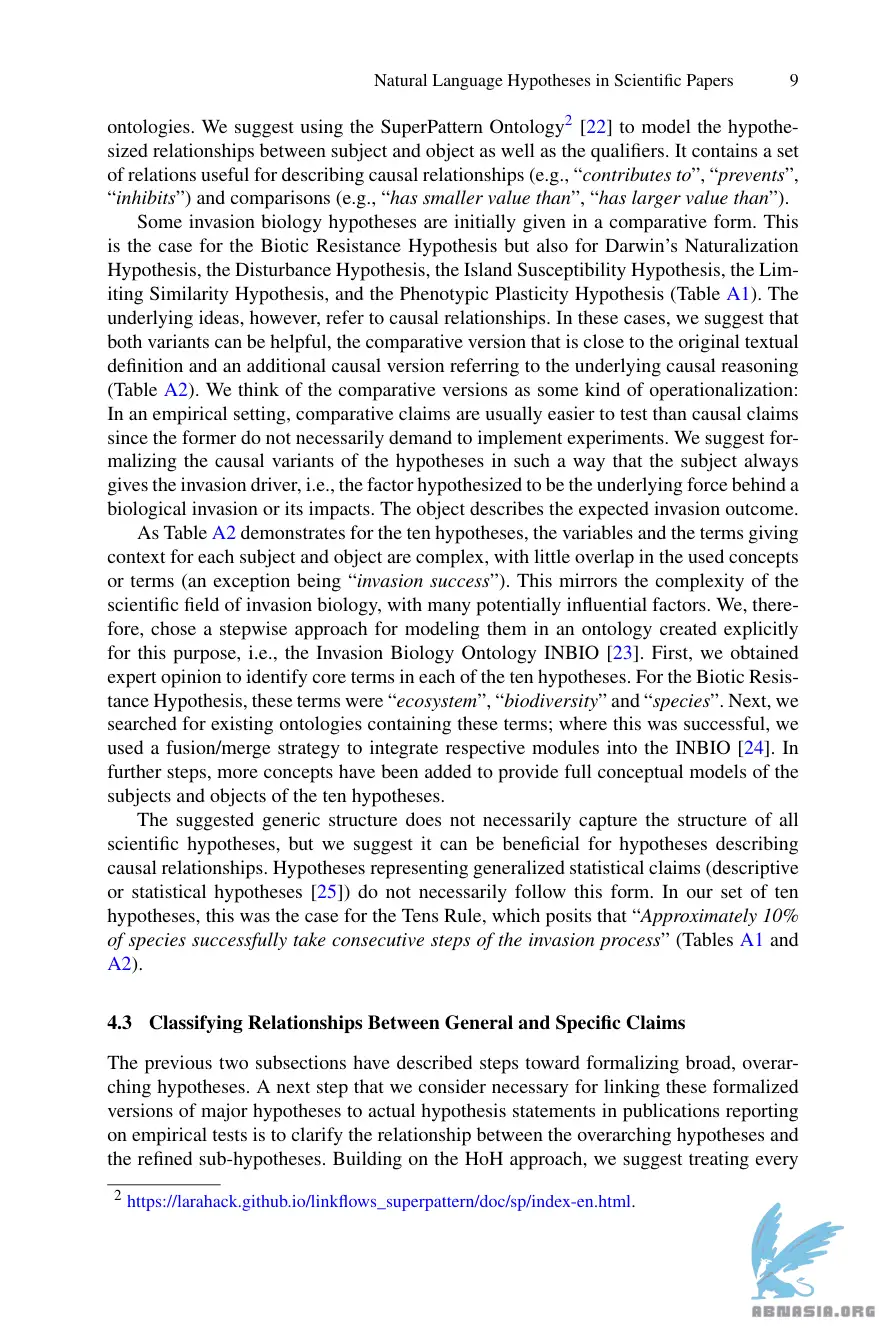 Natural Language Hypotheses in Scientific Papers 9
ontologies. We suggest using the SuperPattern Ontology2 [22] to model the hypothe-
sized relationships between subject and object as well as the qualifiers. It contains a set
of relations useful for describing causal relationships (e.g., “contributes to”, “prevents”,
“inhibits”) and comparisons (e.g., “has smaller value than”, “has larger value than”).
Some invasion biology hypotheses are initially given in a comparative form. This
is the case for the Biotic Resistance Hypothesis but also for Darwin’s Naturalization
Hypothesis, the Disturbance Hypothesis, the Island Susceptibility Hypothesis, the Lim-
iting Similarity Hypothesis, and the Phenotypic Plasticity Hypothesis (Table A1). The
underlying ideas, however, refer to causal relationships. In these cases, we suggest that
both variants can be helpful, the comparative version that is close to the original textual
definition and an additional causal version referring to the underlying causal reasoning
(Table A2). We think of the comparative versions as some kind of operationalization:
In an empirical setting, comparative claims are usually easier to test than causal claims
since the former do not necessarily demand to implement experiments. We suggest for-
malizing the causal variants of the hypotheses in such a way that the subject always
gives the invasion driver, i.e., the factor hypothesized to be the underlying force behind a
biological invasion or its impacts. The object describes the expected invasion outcome.
As Table A2 demonstrates for the ten hypotheses, the variables and the terms giving
context for each subject and object are complex, with little overlap in the used concepts
or terms (an exception being “invasion success”). This mirrors the complexity of the
scientific field of invasion biology, with many potentially influential factors. We, there-
fore, chose a stepwise approach for modeling them in an ontology created explicitly
for this purpose, i.e., the Invasion Biology Ontology INBIO [23]. First, we obtained
expert opinion to identify core terms in each of the ten hypotheses. For the Biotic Resis-
tance Hypothesis, these terms were “ecosystem”, “biodiversity” and “species”. Next, we
searched for existing ontologies containing these terms; where this was successful, we
used a fusion/merge strategy to integrate respective modules into the INBIO [24]. In
further steps, more concepts have been added to provide full conceptual models of the
subjects and objects of the ten hypotheses.
The suggested generic structure does not necessarily capture the structure of all
scientific hypotheses, but we suggest it can be beneficial for hypotheses describing
causal relationships. Hypotheses representing generalized statistical claims (descriptive
or statistical hypotheses [25]) do not necessarily follow this form. In our set of ten
hypotheses, this was the case for the Tens Rule, which posits that “Approximately 10%
of species successfully take consecutive steps of the invasion process” (Tables A1 and
A2).
4.3 Classifying Relationships Between General and Specific Claims
The previous two subsections have described steps toward formalizing broad, overar-
ching hypotheses. A next step that we consider necessary for linking these formalized
versions of major hypotheses to actual hypothesis statements in publications reporting
on empirical tests is to clarify the relationship between the overarching hypotheses and
the refined sub-hypotheses. Building on the HoH approach, we suggest treating every
2 https://larahack.github.io/linkflows_superpattern/doc/sp/index-en.html.
ABNASIA.ORG